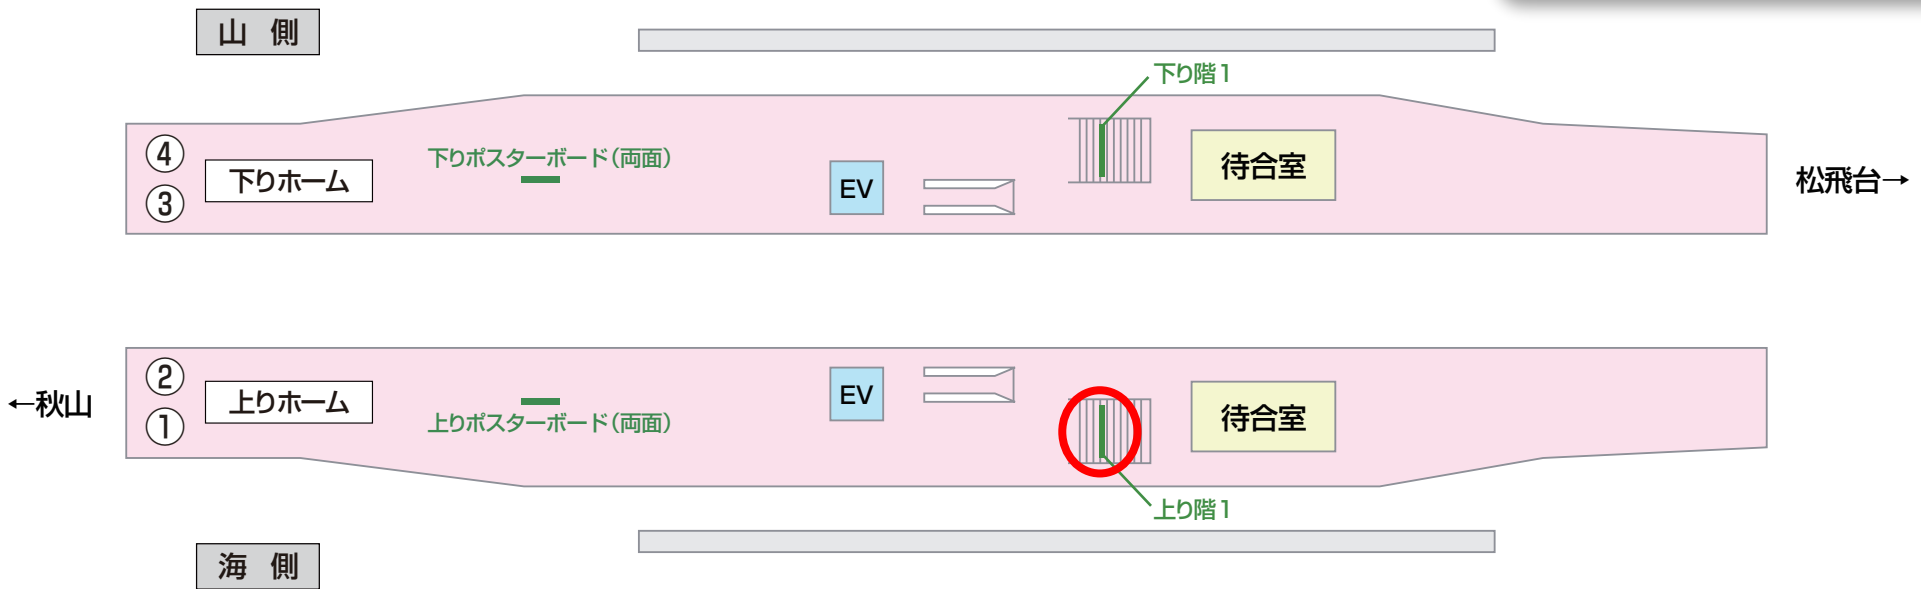 山 側
下り階1
④
下りポスターボード(両面)
下りホーム
EV
待合室
松飛台→
③
②
←秋山
上りホーム
EV
待合室
①
上りポスターボード(両面)
上り階1
海 側